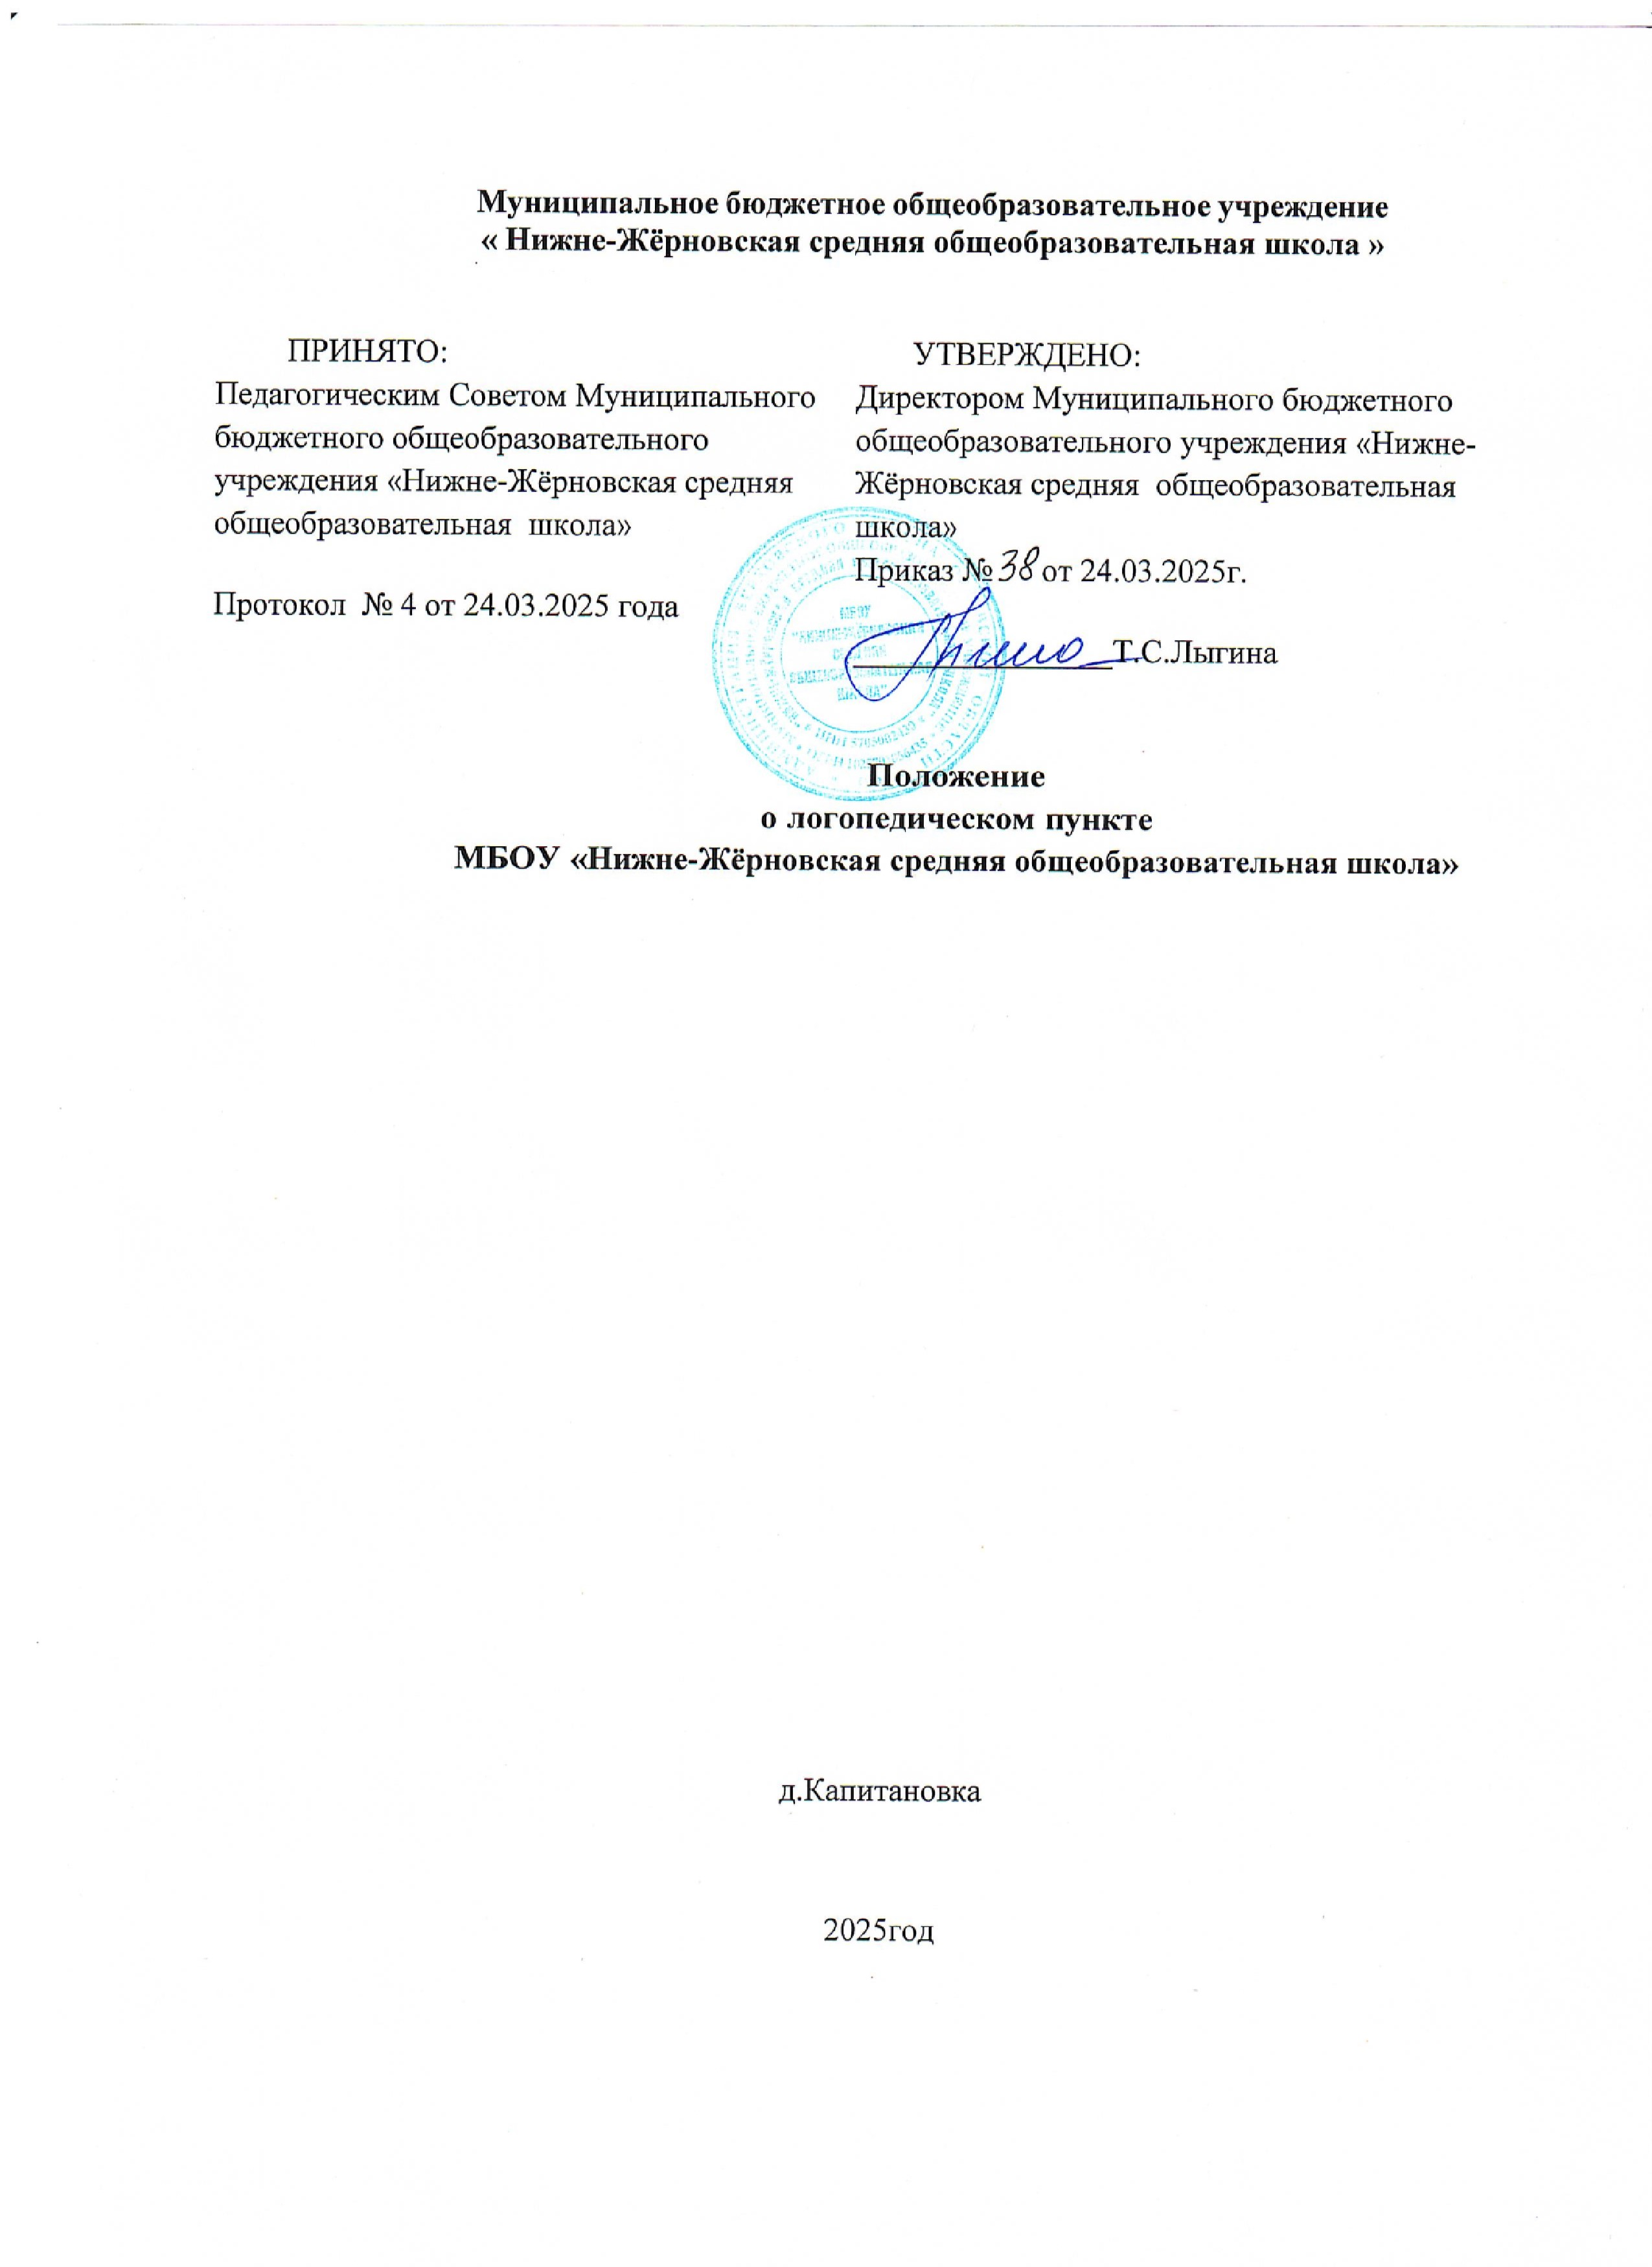 Муниципальное бюджетное общеобразовательное учреждение
« Нижне-Жёрновская средняя общеобразовательная школа »
ПРИНЯТО:
Педагогическим Советом Муниципального
бюджетного общеобразовательного
учреждения «Нижне-Жёрновская средняя
общеобразовательная школа»
Протокол № 4 от 24.03.2025 года
УТВЕРЖДЕНО:
Директором Муниципального бюджетного
общеобразовательного учреждения «Нижне-
Жёрновская средняя общеобразовательная
школа»
Приказ № 38 от 24.03.2025г.
Т.С.Лыгина
МБОУ
Положение
о логопедическом пункте
МБОУ «Нижне-Жёрновская средняя общеобразовательная школа»
д.Капитановка
2025год